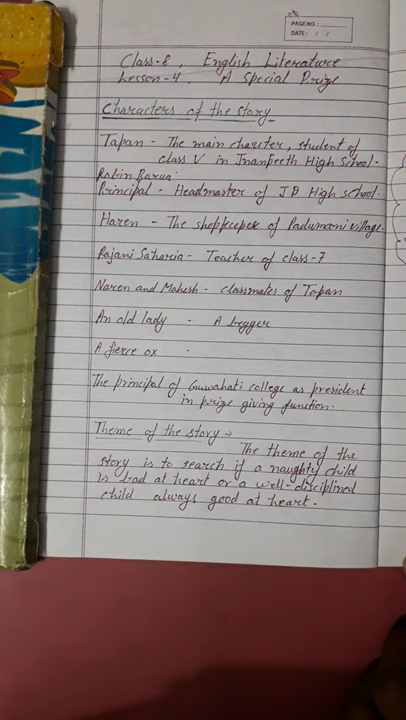 PAGE NO.:
DATE: / /
Class-8. English Literature
Lesson-4. A Special Prize
Characters of the story
Tapan - The main chariter, student of
class V in Jnanpeeth High School-
Robin Barua
Principal - Headmaster of J B High school.
Haren - The shopkeeper of Padumoni village.
Rajani Saharia - Teacher of class-7
Naren and Mohesh - classmates of Tapan
An old lady - A begger
A fierce ox -
The principal of Guwahati college as president
in prize giving function.
Theme of the story ⇒
The theme of the
story is to search if a naughty child
is bad at heart or a well-disciplined
child always good at heart.